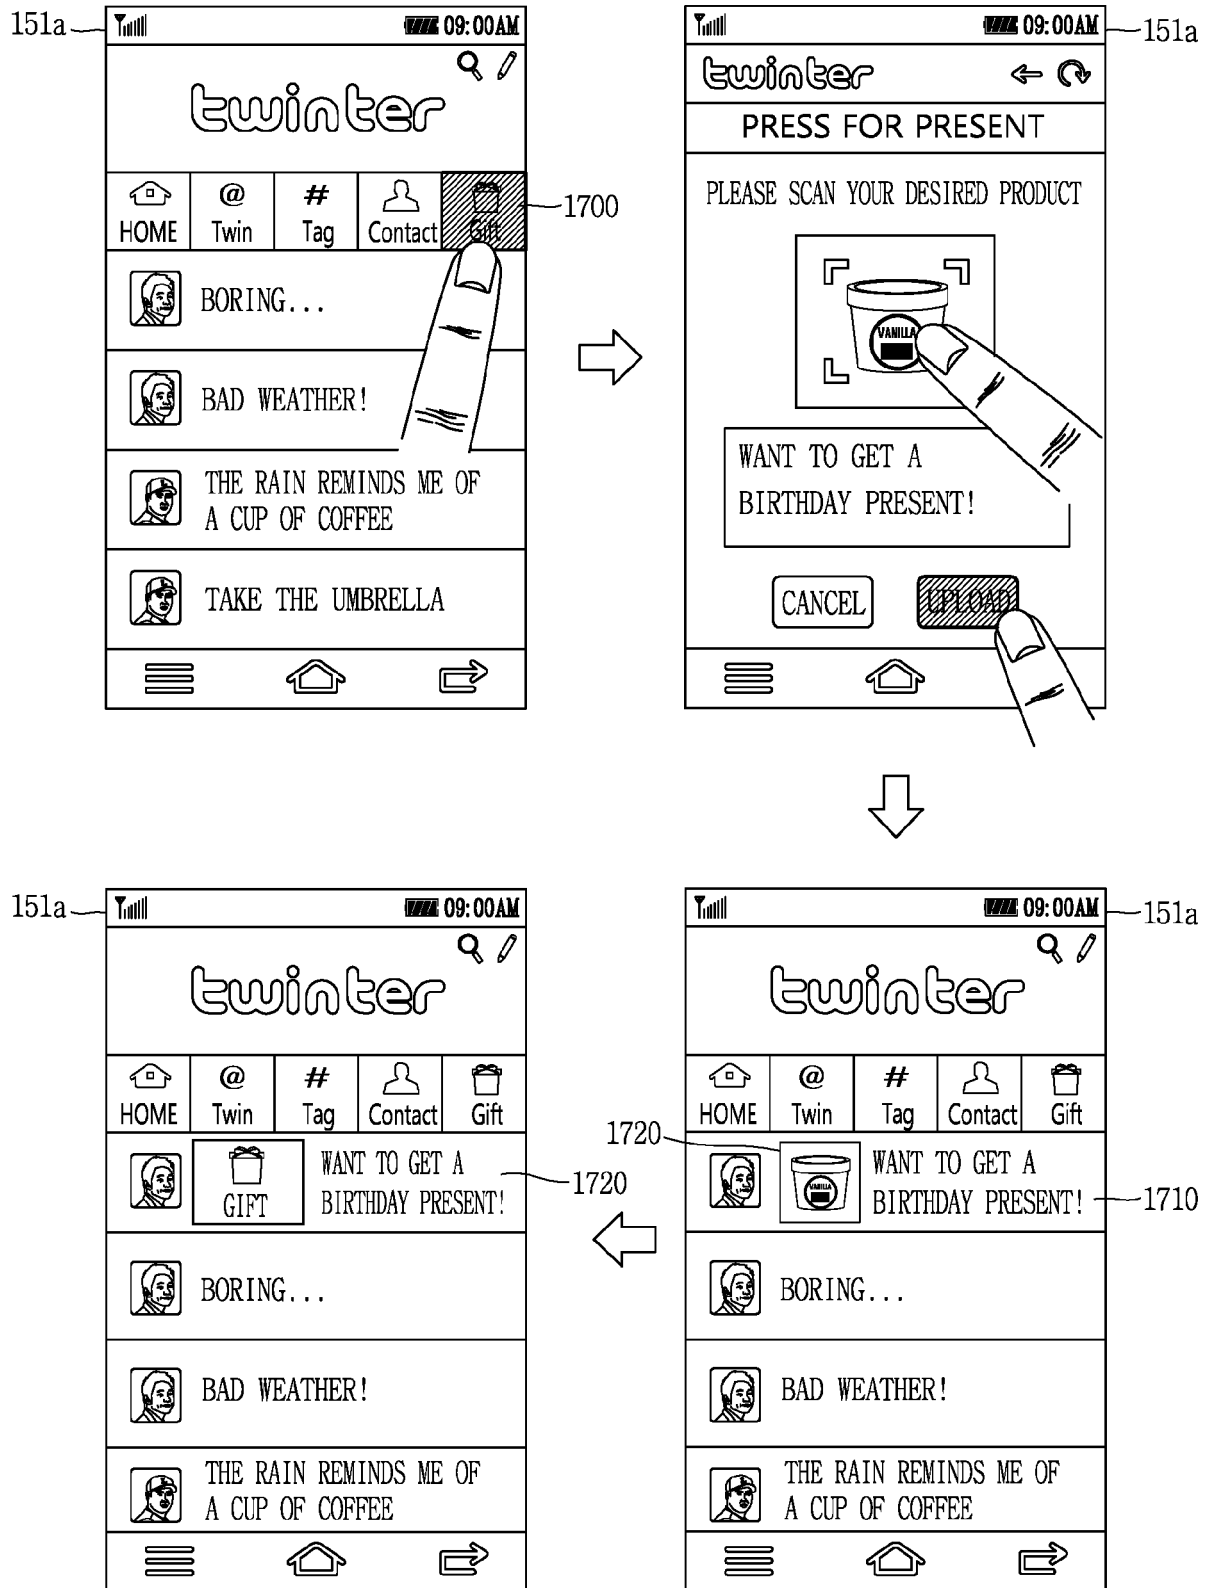 151a
09:00AM
twinter
HOME
@
Twin
#
Tag
Contact
Gift
1700
BORING...
BAD WEATHER!
THE RAIN REMINDS ME OF
A CUP OF COFFEE
TAKE THE UMBRELLA
09:00AM
151a
twinter
PRESS FOR PRESENT
PLEASE SCAN YOUR DESIRED PRODUCT
VANILLA
WANT TO GET A
BIRTHDAY PRESENT!
CANCEL
UPLOAD
151a
09:00AM
twinter
HOME
@
Twin
#
Tag
Contact
Gift
GIFT
WANT TO GET A
BIRTHDAY PRESENT!
1720
BORING...
BAD WEATHER!
THE RAIN REMINDS ME OF
A CUP OF COFFEE
09:00AM
151a
twinter
HOME
@
Twin
#
Tag
Contact
Gift
1720
VANILLA
WANT TO GET A
BIRTHDAY PRESENT!
1710
BORING...
BAD WEATHER!
THE RAIN REMINDS ME OF
A CUP OF COFFEE